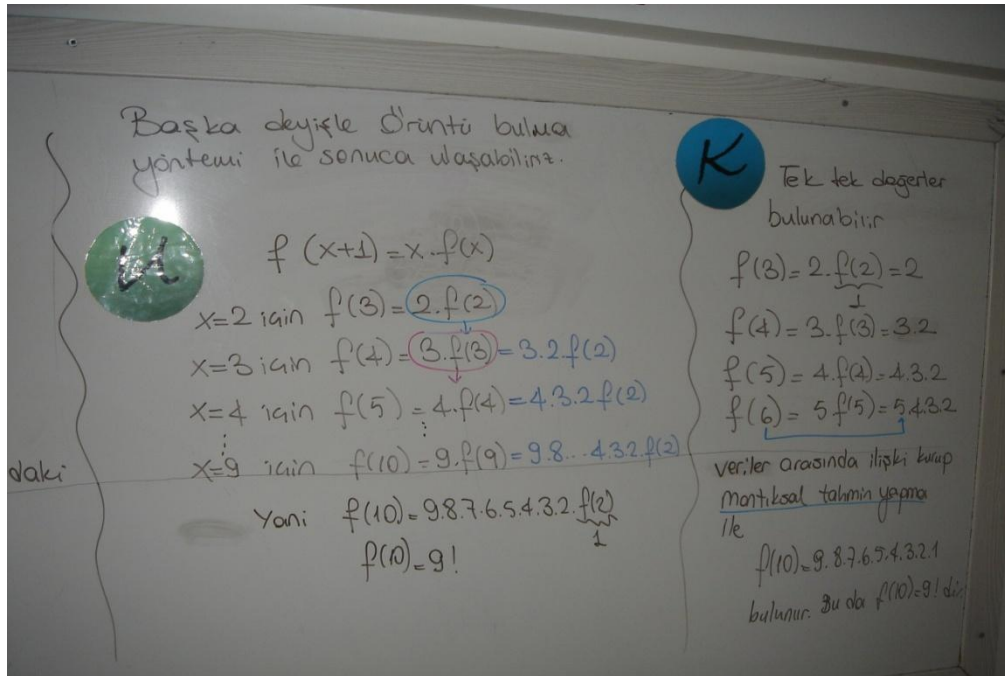 Başka deyişle Örüntü bulma
yöntemi ile sonuca ulaşabiliriz.
U
f(x+1)=x.f(x)
x=2 için f(3)=2.f(2)
x=3 için f(4)=3.f(3)=3.2f(2)
x=4 için f(5)=4.f(4)=4.3.2f(2)
⋮ ⋮
x=9 için f(10)=9.f(9)=9.8...4.3.2.f(2)
Yani f(10)=9.8.7.6.5.4.3.2.f(2)
1
f(10)=9!
daki
K
Tek tek değerler
bulunabilir
f(3)=2.f(2)=2
1
f(4)=3.f(3)=3.2
f(5)=4.f(4)=4.3.2
f(6)=5f(5)=5.4.3.2
veriler arasında ilişki kurup
mantıksal tahmin yapma
ile
f(10)=9.8.7.6.5.4.3.2.1
bulunur. Bu da f(10)=9! dir